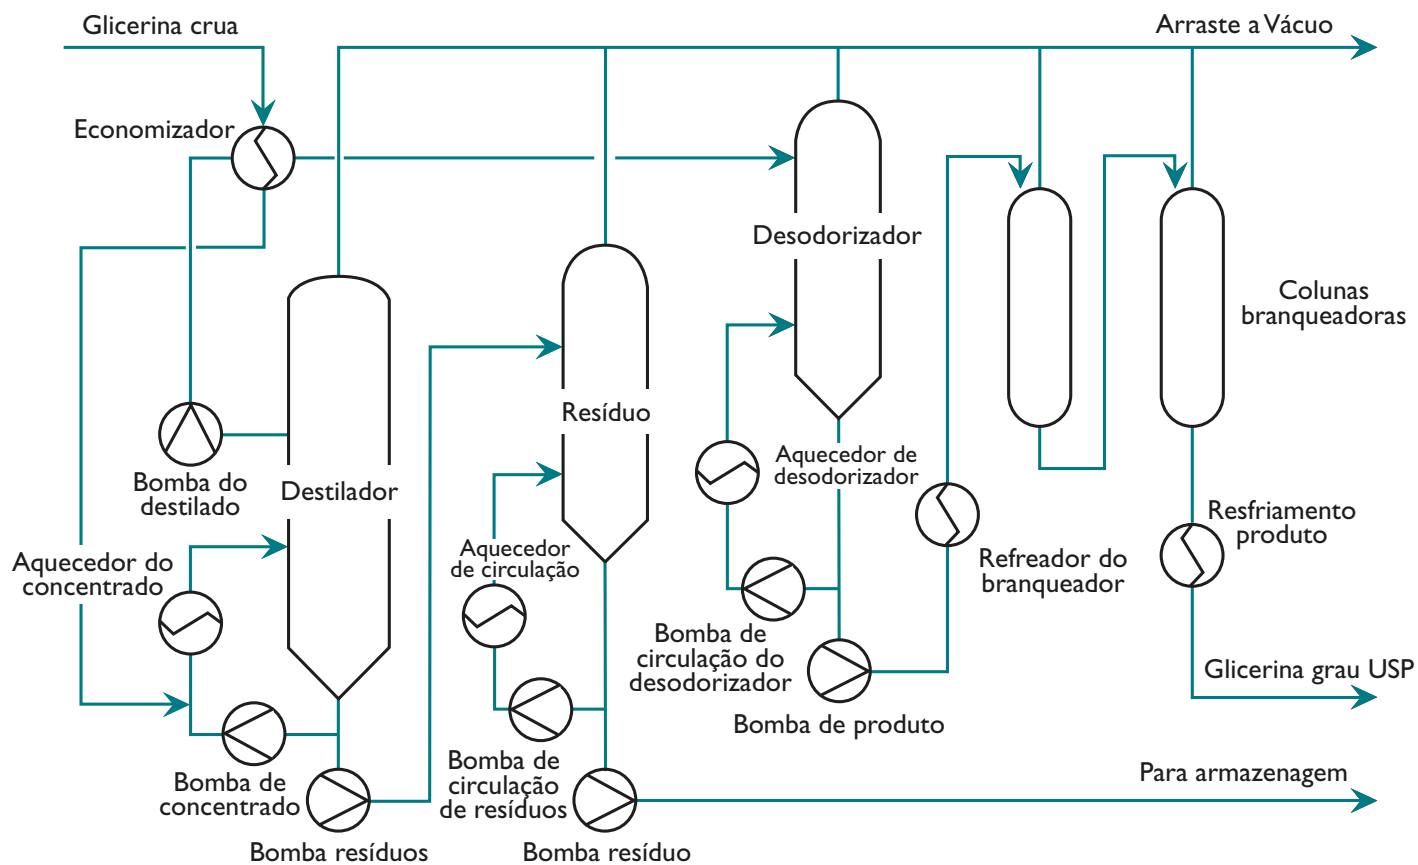 Glicerina crua
Arraste a Vácuo
Economizador
Desodorizador
Colunas
branqueadoras
Resíduo
Aquecedor de
desodorizador
Bomba do
destilado
Destilador
Resfriamento
produto
Aquecedor do
concentrado
Aquecedor
de circulação
Refreador do
branqueador
Bomba de
circulação do
desodorizador
Glicerina grau USP
Bomba de produto
Bomba de
concentrado
Bomba de
circulação
de resíduos
Para armazenagem
Bomba resíduos
Bomba resíduo